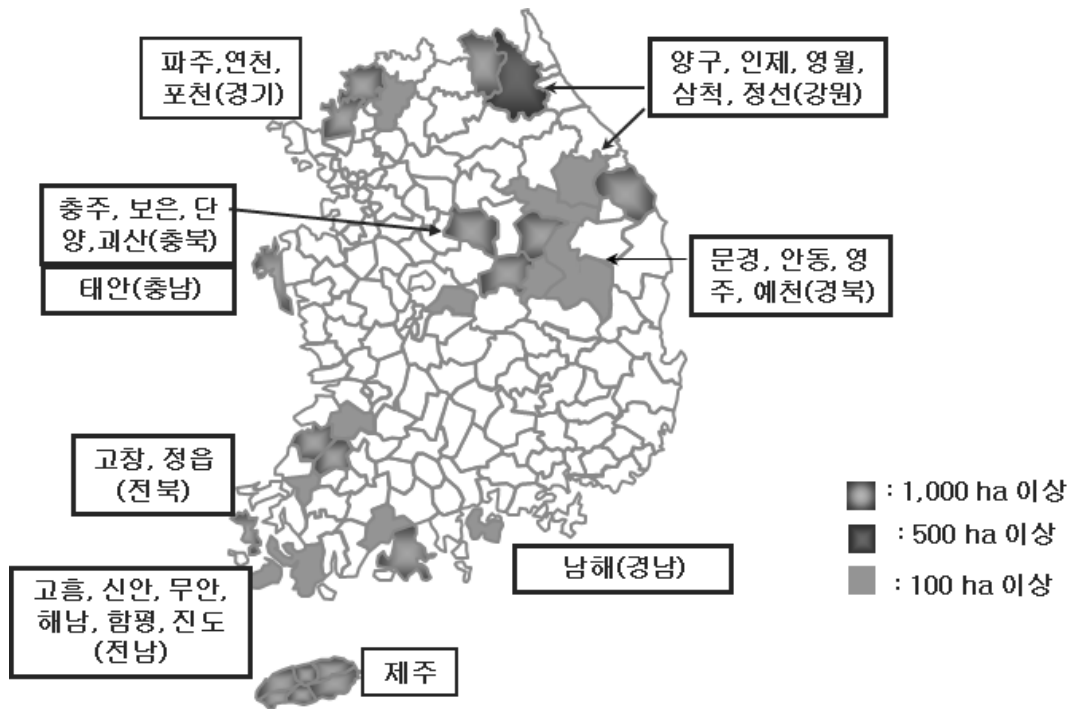 파주,연천,
포천(경기)
양구, 인제, 영월,
삼척, 정선(강원)
충주, 보은, 단
양,괴산(충북)
태안(충남)
문경, 안동, 영
주, 예천(경북)
고창, 정읍
(전북)
: 1,000 ha 이상
: 500 ha 이상
: 100 ha 이상
남해(경남)
고흥, 신안, 무안,
해남, 함평, 진도
(전남)
제주